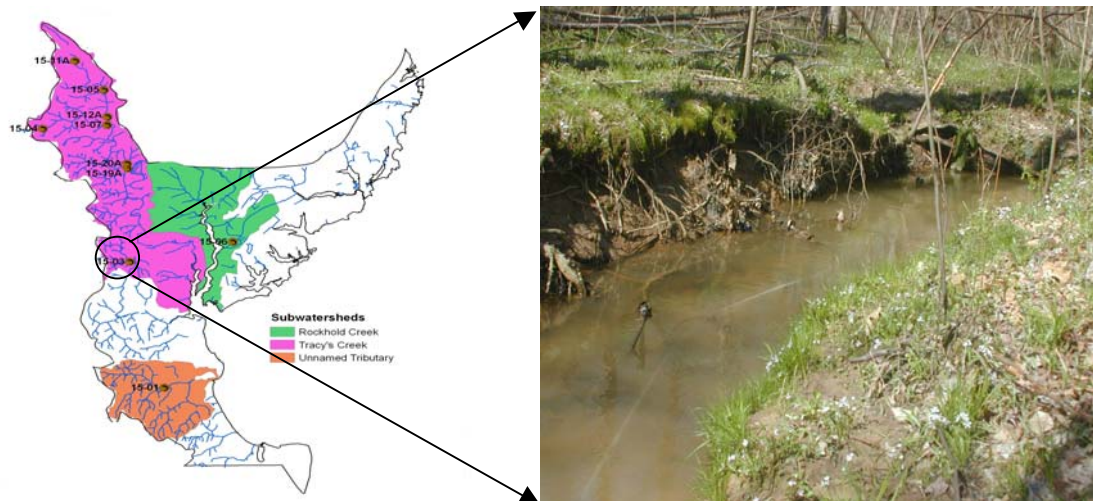 15-11A
15-05
15-12A
15-07
15-04
15-20A
15-19A
15-06
15-03
Subwatersheds
Rockhold Creek
Tracy's Creek
Unnamed Tributary
15-01